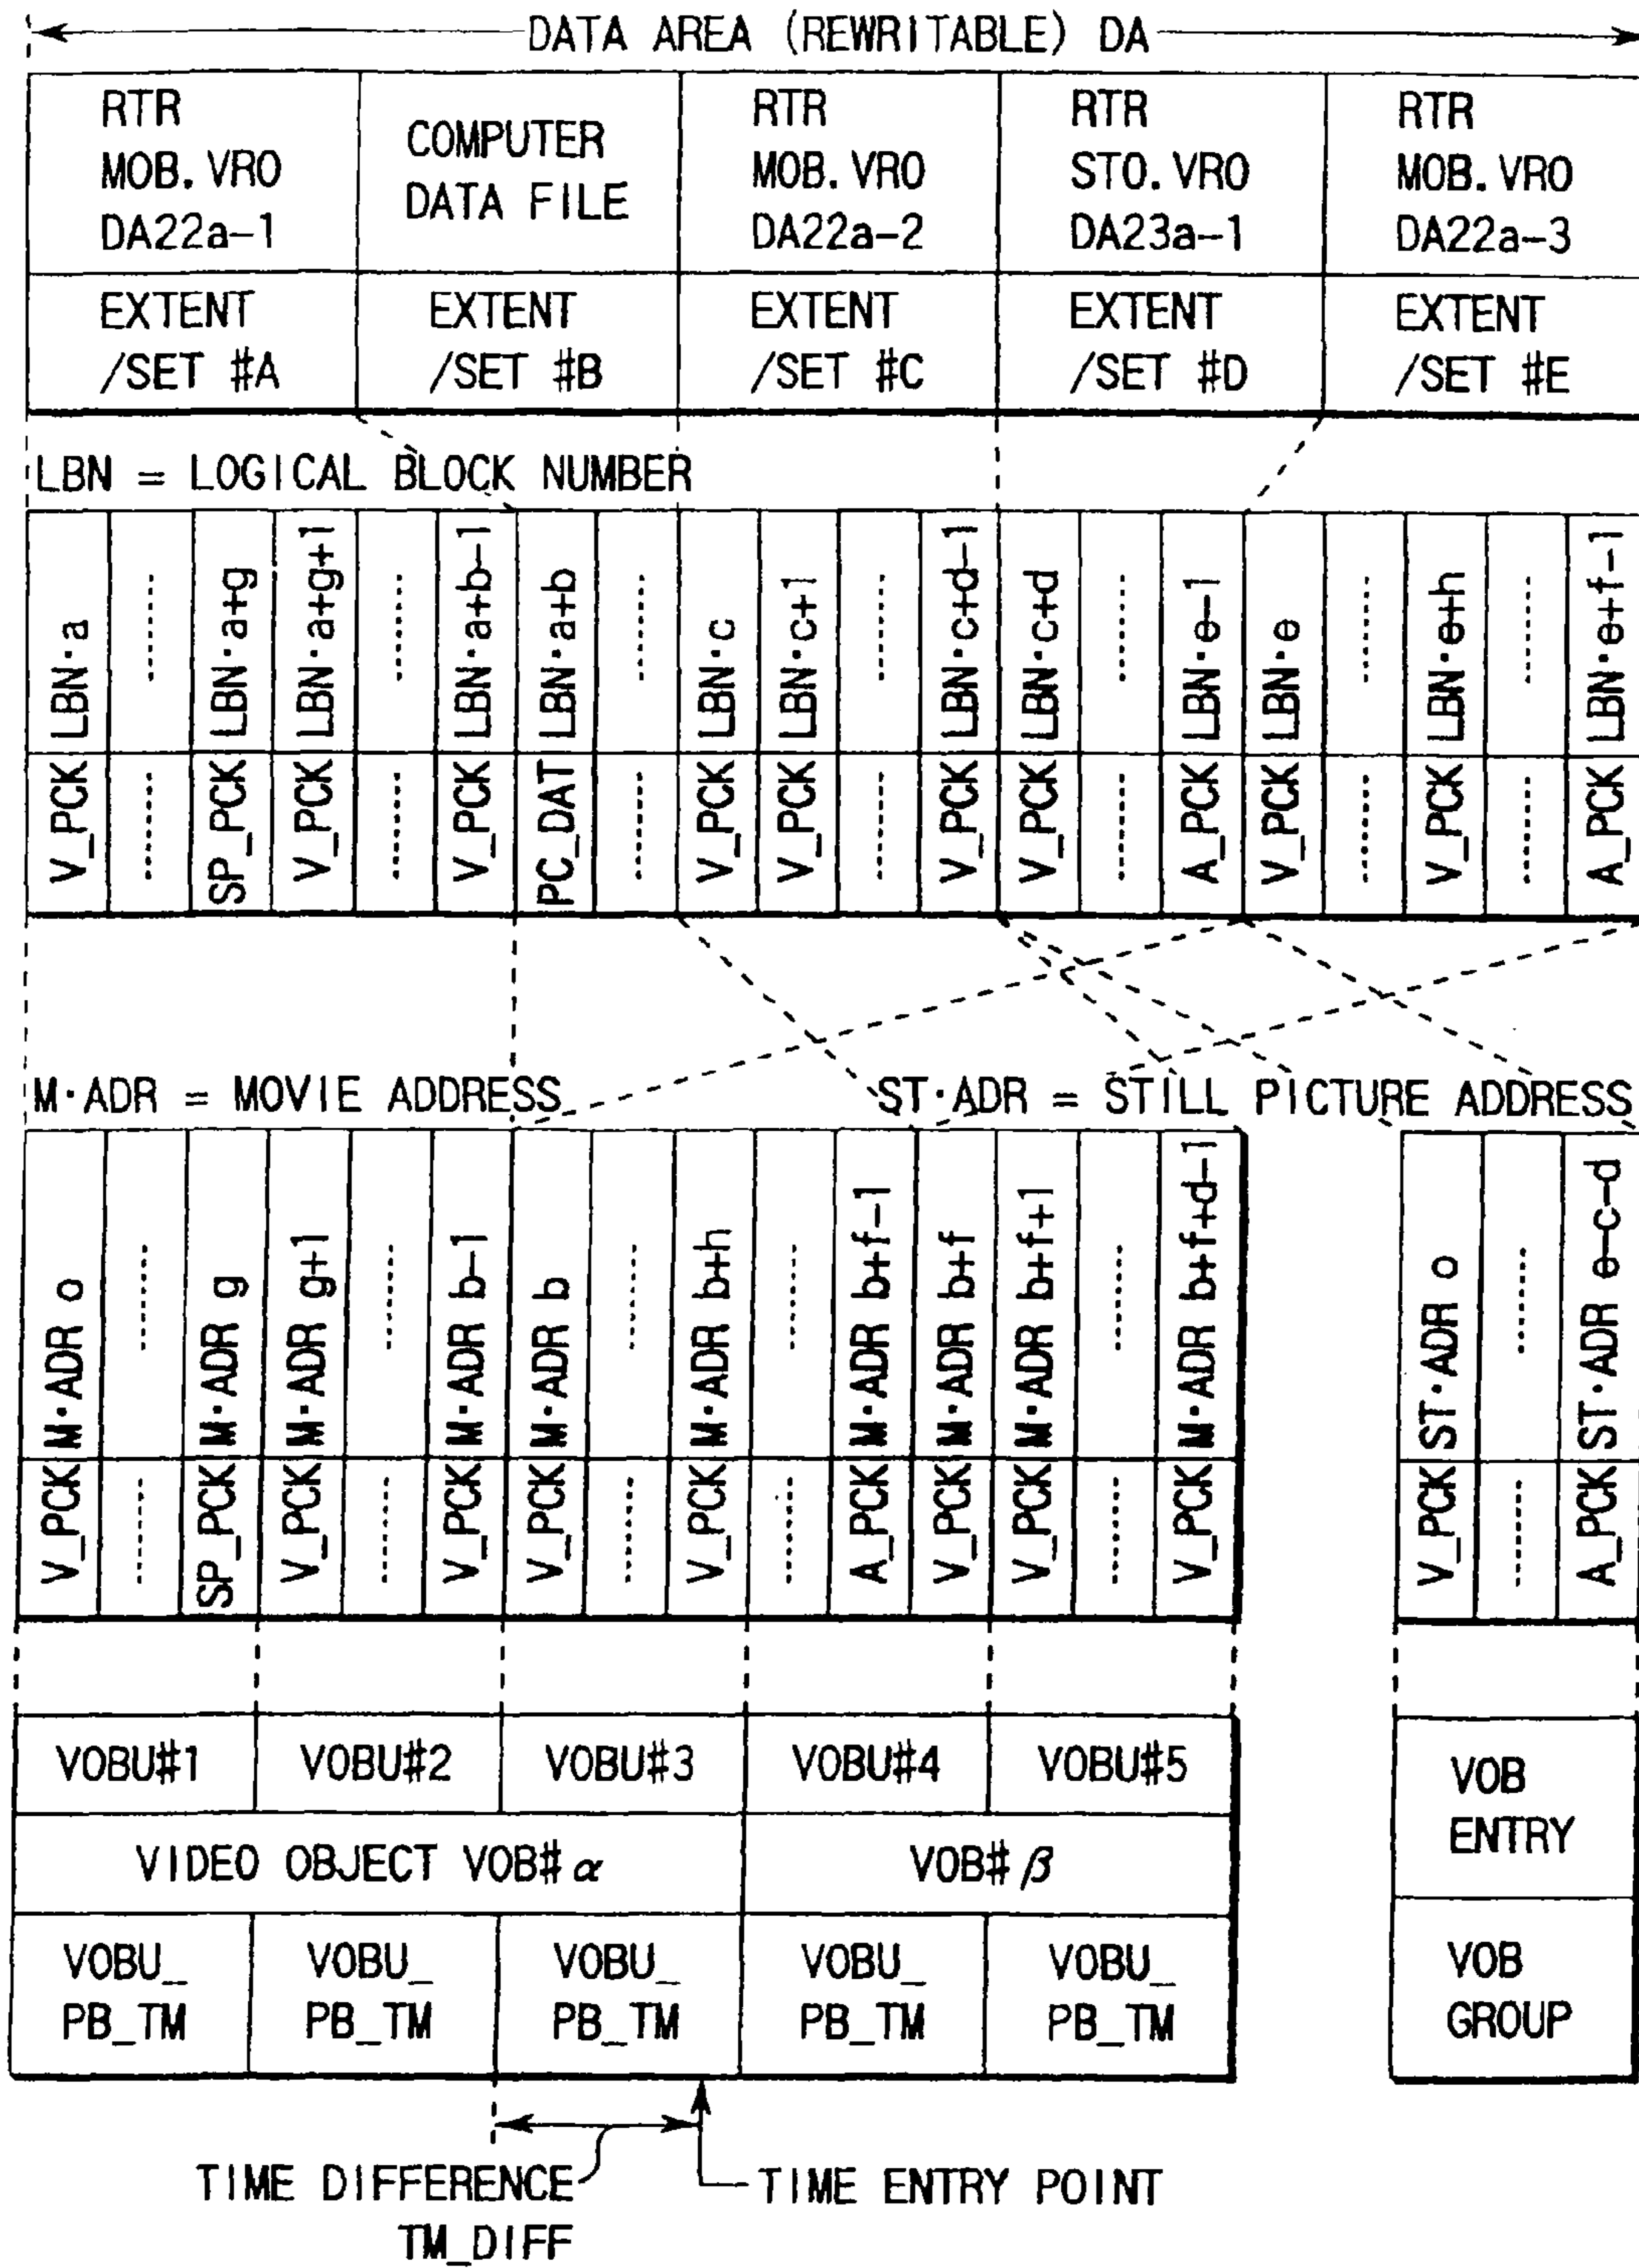 DATA AREA (REWRITABLE) DA
RTR
MOB.VRO
DA22a-1
COMPUTER
DATA FILE
RTR
MOB.VRO
DA22a-2
RTR
STO.VRO
DA23a-1
RTR
MOB.VRO
DA22a-3
EXTENT
/SET #A
EXTENT
/SET #B
EXTENT
/SET #C
EXTENT
/SET #D
EXTENT
/SET #E
LBN = LOGICAL BLOCK NUMBER
V_PCK LBN·a
SP_PCK LBN·a+g
V_PCK LBN·a+g+1
V_PCK LBN·a+b-1
PC_DAT LBN·a+b
V_PCK LBN·c
V_PCK LBN·c+1
V_PCK LBN·c+d-1
V_PCK LBN·c+d
A_PCK LBN·e-1
V_PCK LBN·e
V_PCK LBN·e+h
A_PCK LBN·e+f-1
M·ADR = MOVIE ADDRESS
ST·ADR = STILL PICTURE ADDRESS
V_PCK M·ADR o
SP_PCK M·ADR g
V_PCK M·ADR g+1
V_PCK M·ADR b-1
V_PCK M·ADR b
V_PCK M·ADR b+h
A_PCK M·ADR b+f-1
V_PCK M·ADR b+f
V_PCK M·ADR b+f+1
V_PCK M·ADR b+f+d-1
V_PCK ST·ADR o
A_PCK ST·ADR e-c-d
VOBU#1
VOBU#2
VOBU#3
VOBU#4
VOBU#5
VIDEO OBJECT VOB#α
VOB#β
VOB
ENTRY
VOBU_
PB_TM
VOBU_
PB_TM
VOBU_
PB_TM
VOBU_
PB_TM
VOBU_
PB_TM
VOB
GROUP
TIME DIFFERENCE
TM_DIFF
TIME ENTRY POINT